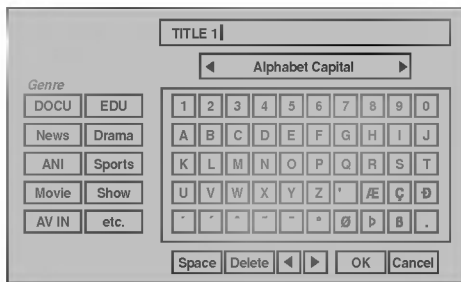 TITLE 1
◀ Alphabet Capital ▶
Genre
DOCU EDU 1 2 3 4 5 6 7 8 9 0
News Drama A B C D E F G H I J
ANI Sports K L M N O P Q R S T
Movie Show U V W X Y Z ' Æ Ç Ð
AV IN etc. Ø Þ ß .
Space Delete ◀ ▶ OK Cancel